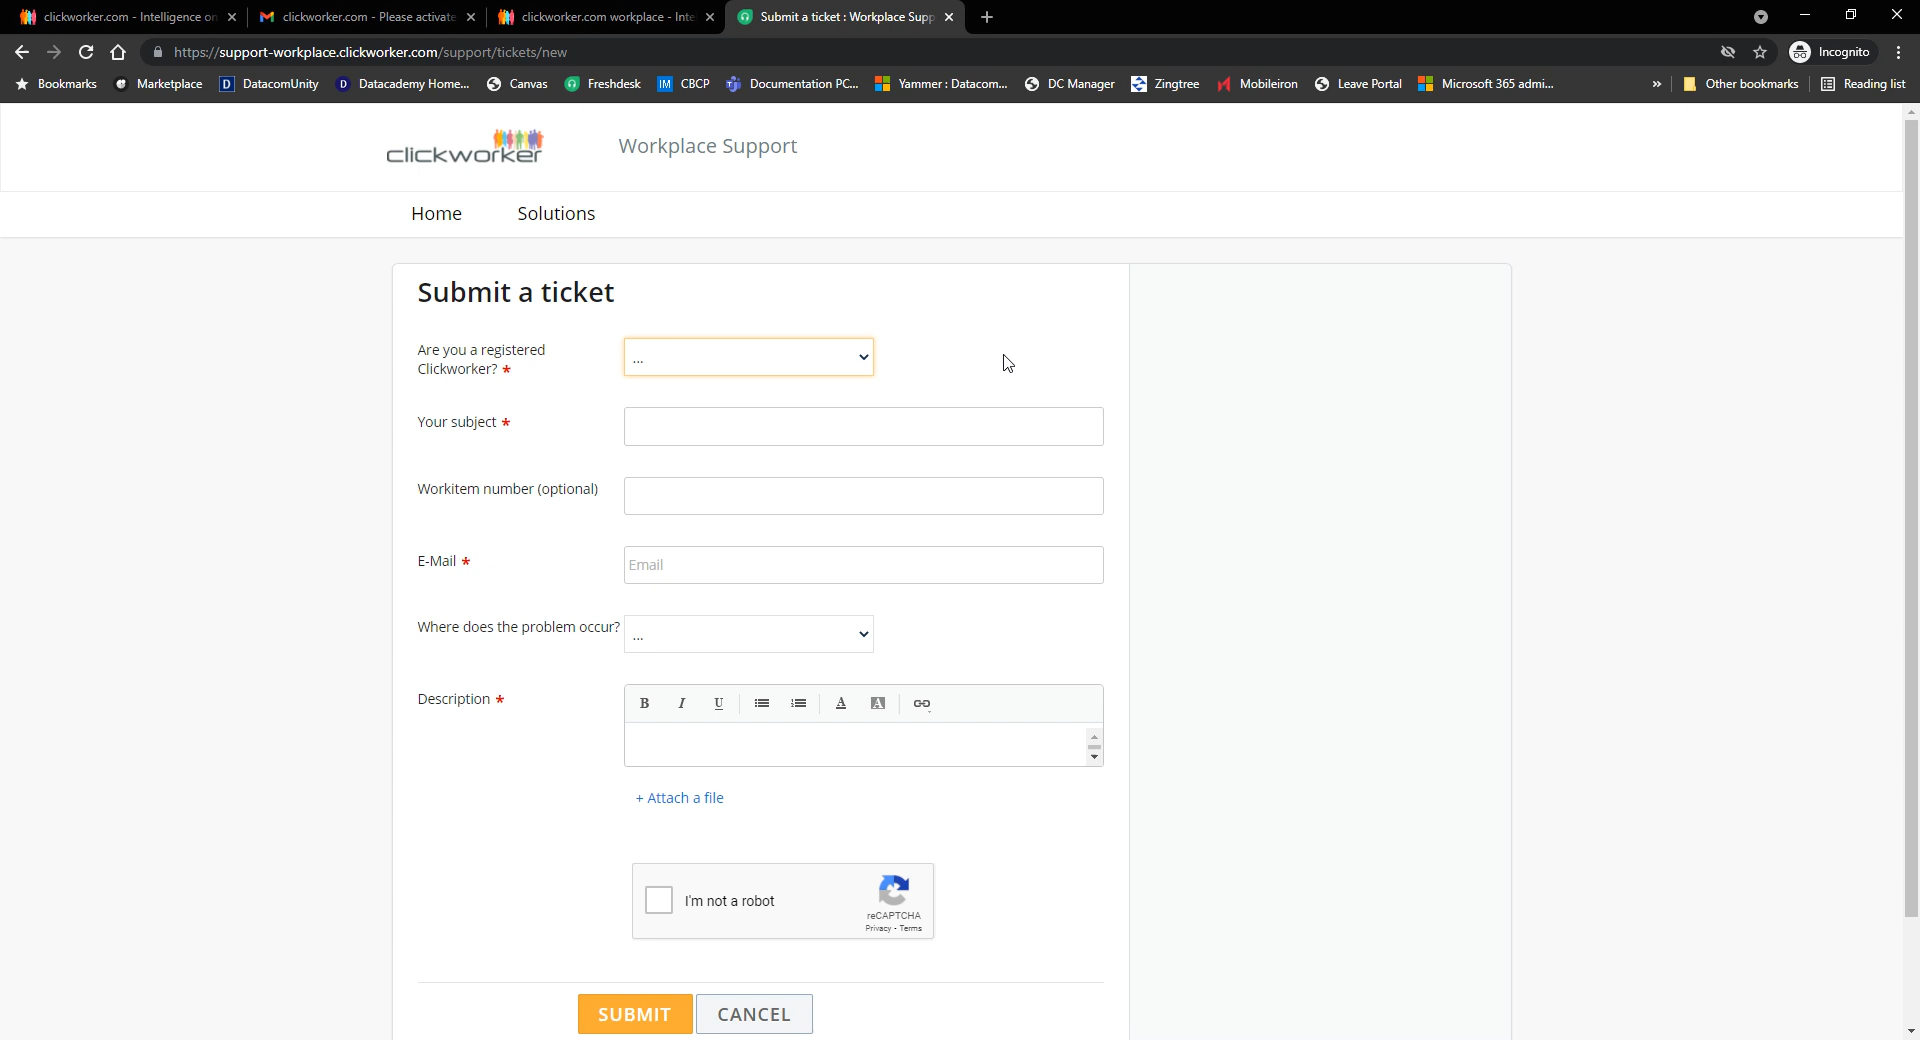 clickworker.com - Intelligence on
clickworker.com - Please activate
clickworker.com workplace - Inte
Submit a ticket : Workplace Supp
https://support-workplace.clickworker.com/support/tickets/new
Incognito
Bookmarks
Marketplace
D DatacomUnity
D Datacademy Home...
Canvas
Freshdesk
IM CBCP
Documentation PC...
Yammer : Datacom...
DC Manager
Zingtree
Mobileiron
Leave Portal
Microsoft 365 admi...
»
Other bookmarks
Reading list
clickworker
Workplace Support
Home
Solutions
Submit a ticket
Are you a registered
Clickworker? *
...
Your subject *
Workitem number (optional)
E-Mail *
Email
Where does the problem occur?
...
Description *
B I U A A
+ Attach a file
I'm not a robot
reCAPTCHA
Privacy - Terms
SUBMIT
CANCEL